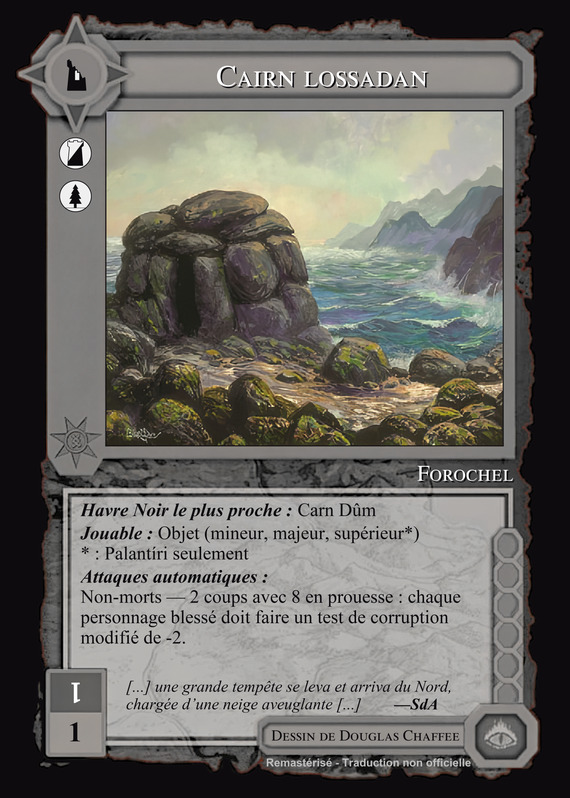 Cairn lossadan
Forochel
Havre Noir le plus proche : Carn Dûm
Jouable : Objet (mineur, majeur, supérieur*)
* : Palantíri seulement
Attaques automatiques :
Non-morts — 2 coups avec 8 en prouesse : chaque
personnage blessé doit faire un test de corruption
modifié de -2.
[...] une grande tempête se leva et arriva du Nord,
chargée d'une neige aveuglante [...] —SdA
1
1
Dessin de Douglas Chaffee
Remastérisé - Traduction non officielle